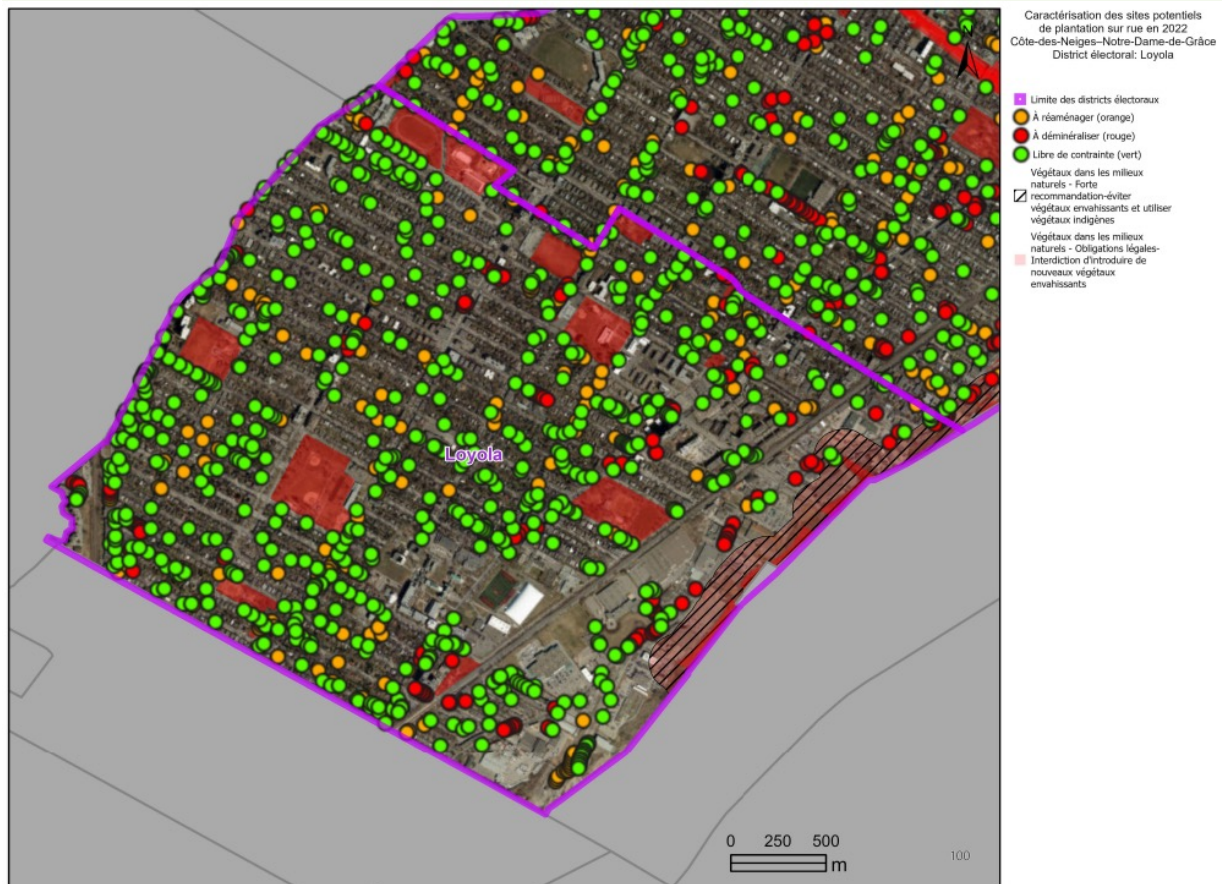 Caractérisation des sites potentiels
de plantation sur rue en 2022
Côte-des-Neiges–Notre-Dame-de-Grâce
District électoral: Loyola
N
Limite des districts électoraux
À réaménager (orange)
À déminéraliser (rouge)
Libre de contrainte (vert)
Végétaux dans les milieux
naturels - Forte
recommandation-éviter
végétaux envahissants et utiliser
végétaux indigènes
Végétaux dans les milieux
naturels - Obligations légales-
Interdiction d'introduire de
nouveaux végétaux
envahissants
Loyola
0 250 500
m
100